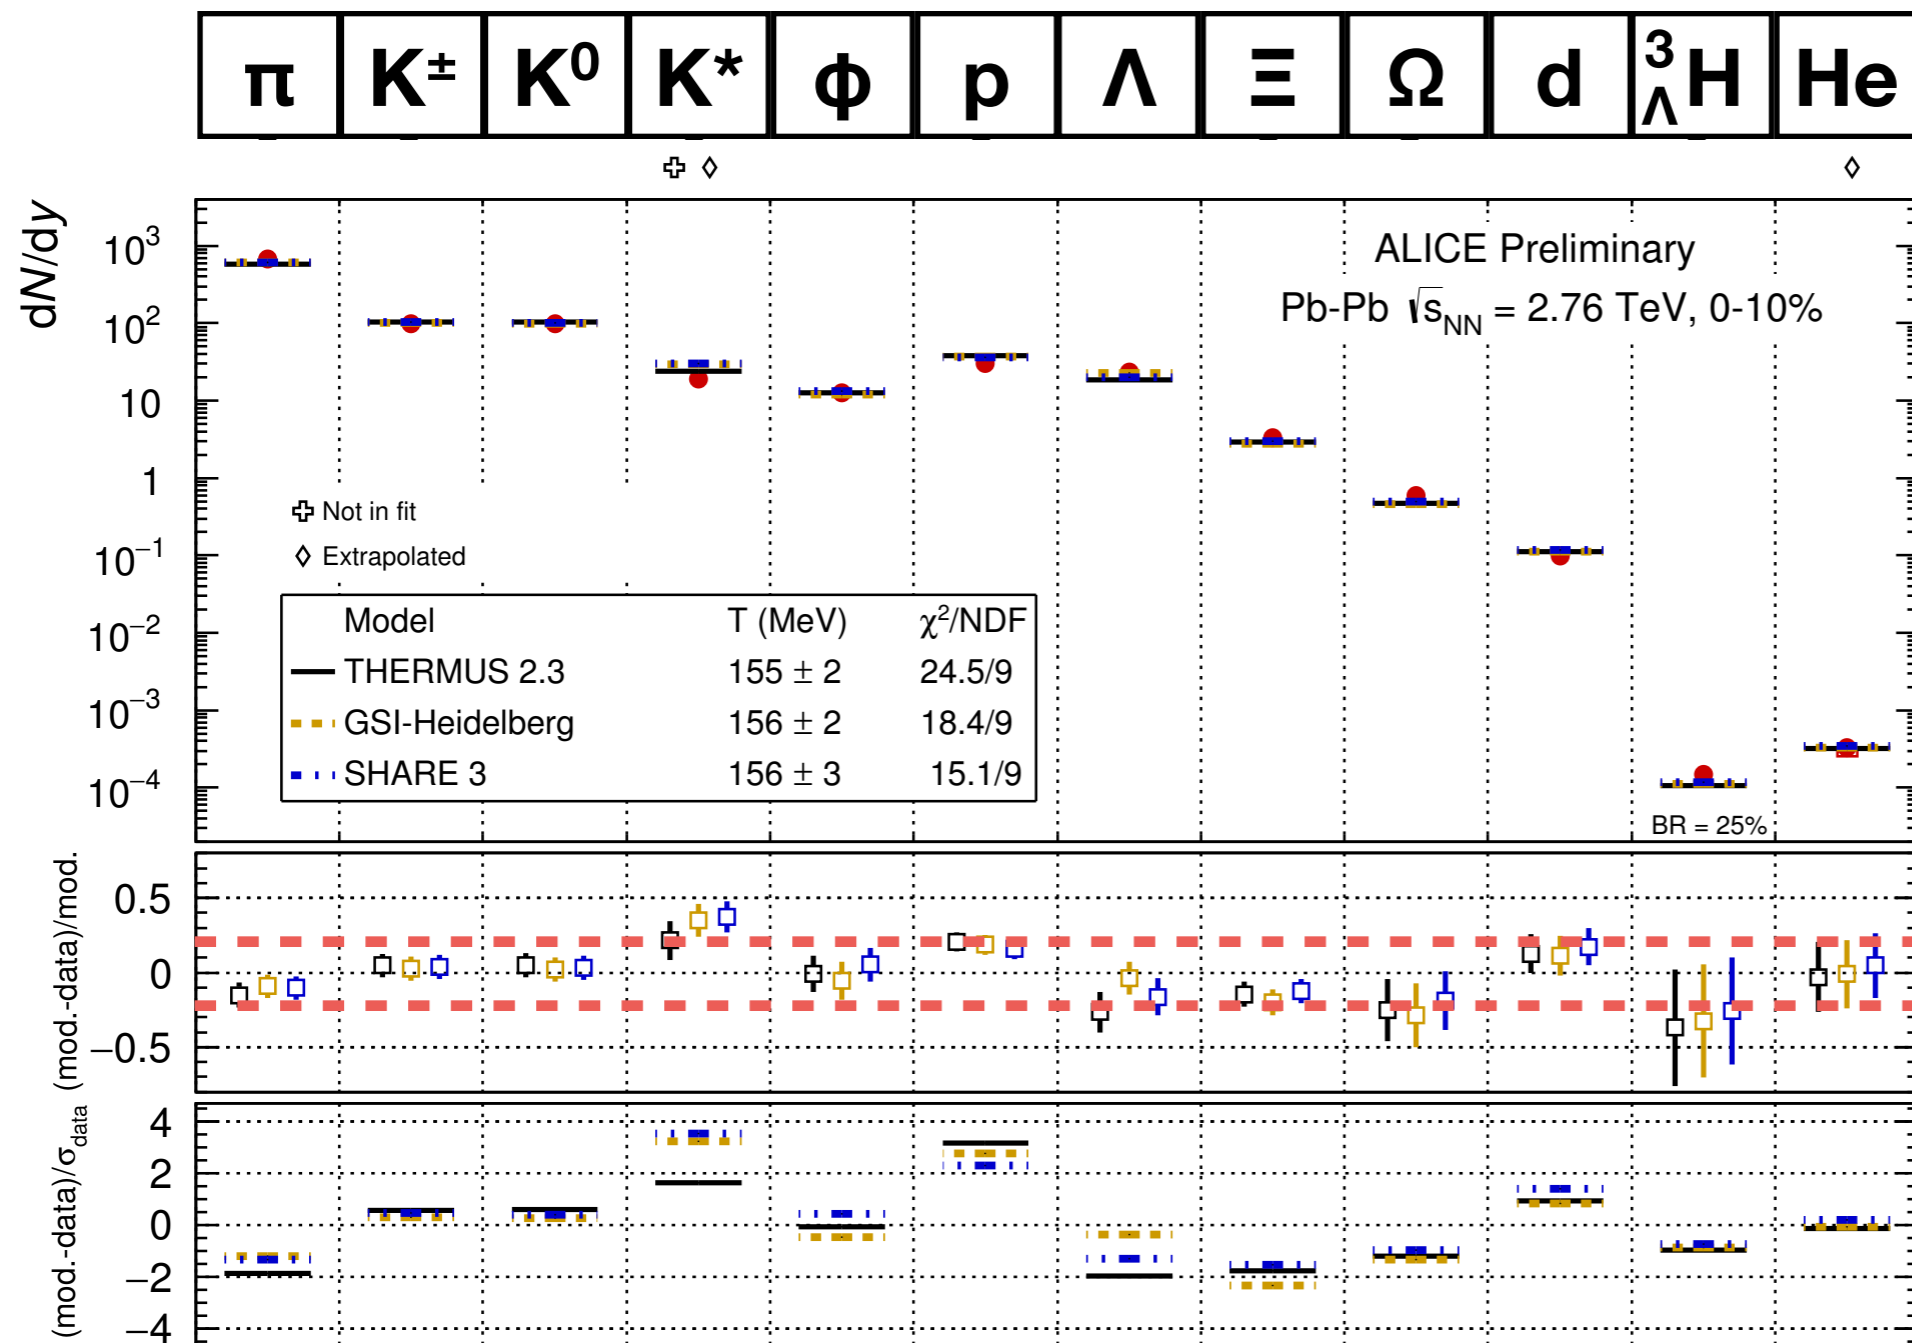 π K± K⁰ K* ϕ p Λ Ξ Ω d ³ΛH He
dN/dy
10³
10²
10
1
10⁻¹
10⁻²
10⁻³
10⁻⁴
ALICE Preliminary
Pb-Pb √sNN = 2.76 TeV, 0-10%
Not in fit
Extrapolated
Model T (MeV) χ²/NDF
THERMUS 2.3 155 ± 2 24.5/9
GSI-Heidelberg 156 ± 2 18.4/9
SHARE 3 156 ± 3 15.1/9
BR = 25%
(mod.-data)/mod.
0.5
0
−0.5
(mod.-data)/σdata
4
2
0
−2
−4